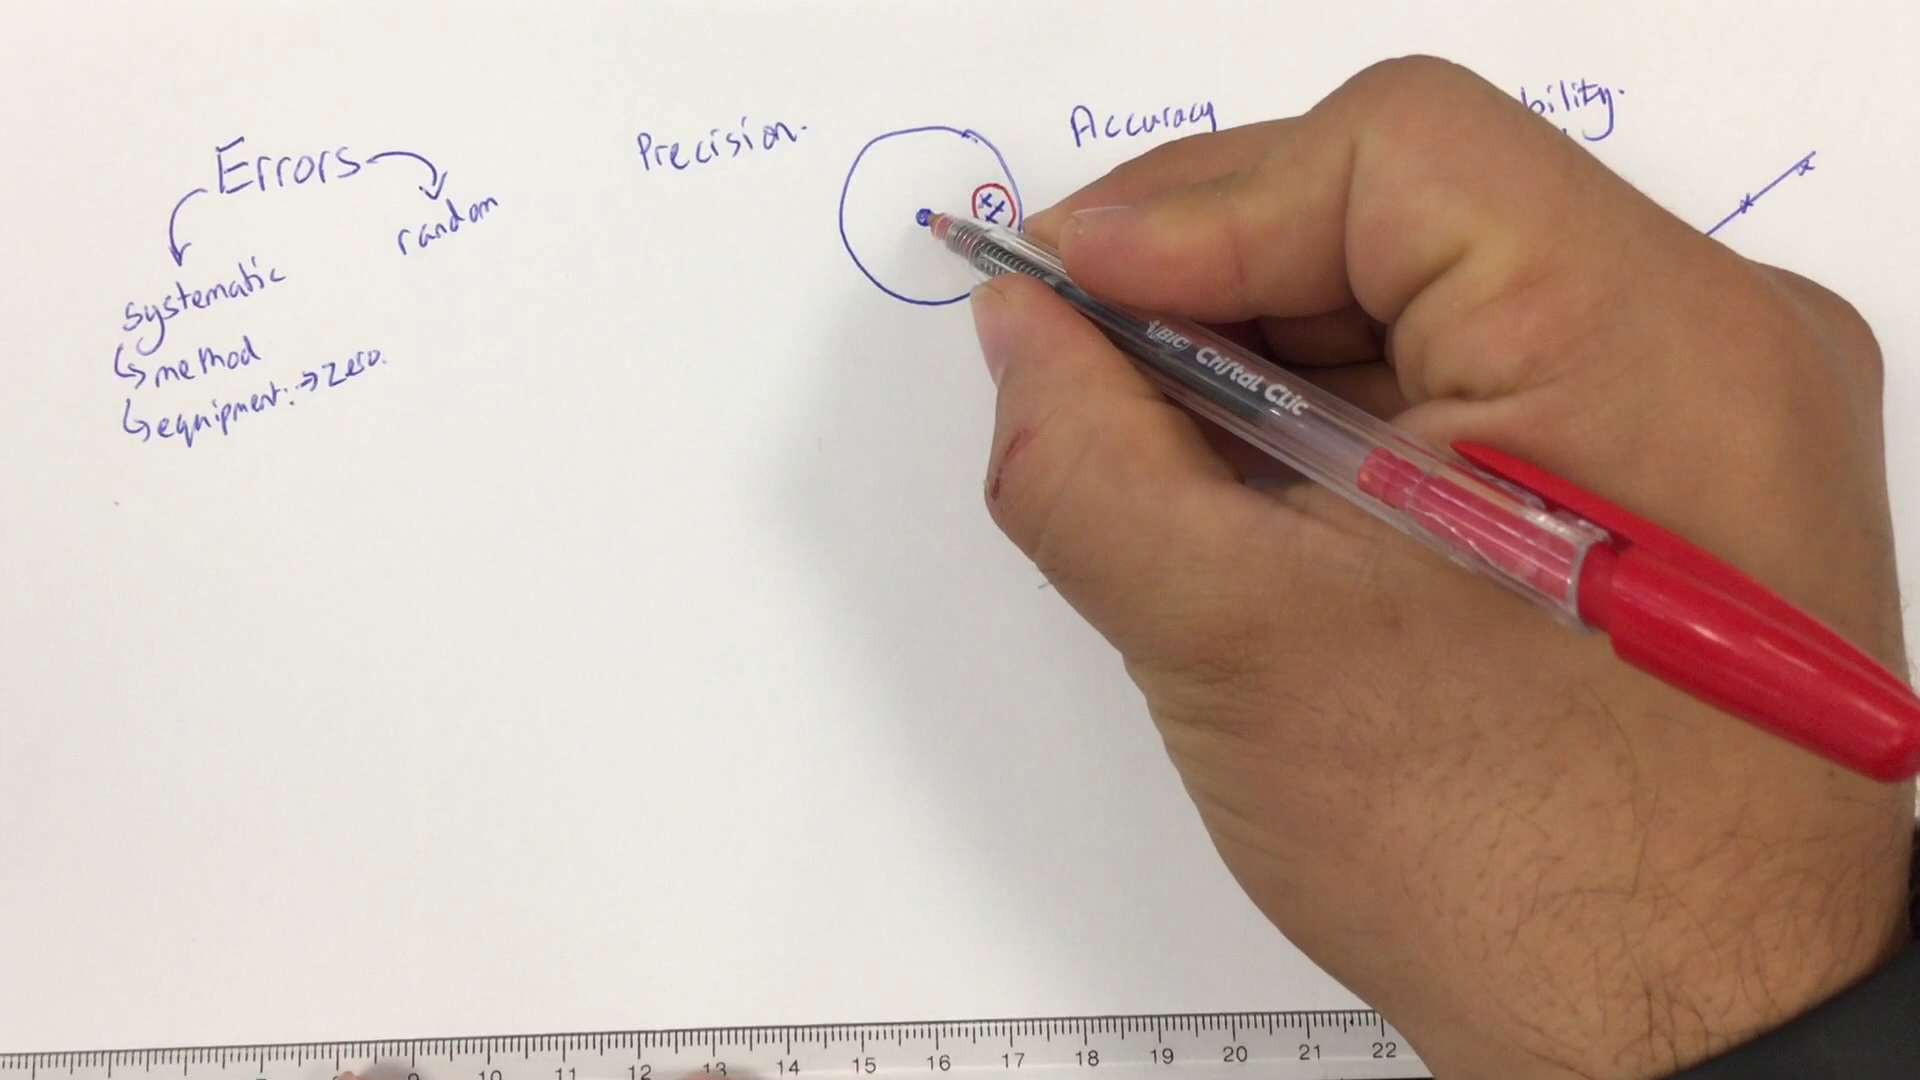 Errors
random
systematic
↳ method
↳ equipment: → Zero.
Precision.
Accuracy
bility.
BIC Cristal Clic
9 10 11 12 13 14 15 16 17 18 19 20 21 22